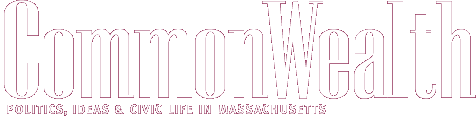 CommonWealth
POLITICS, IDEAS & CIVIC LIFE IN MASSACHUSETTS